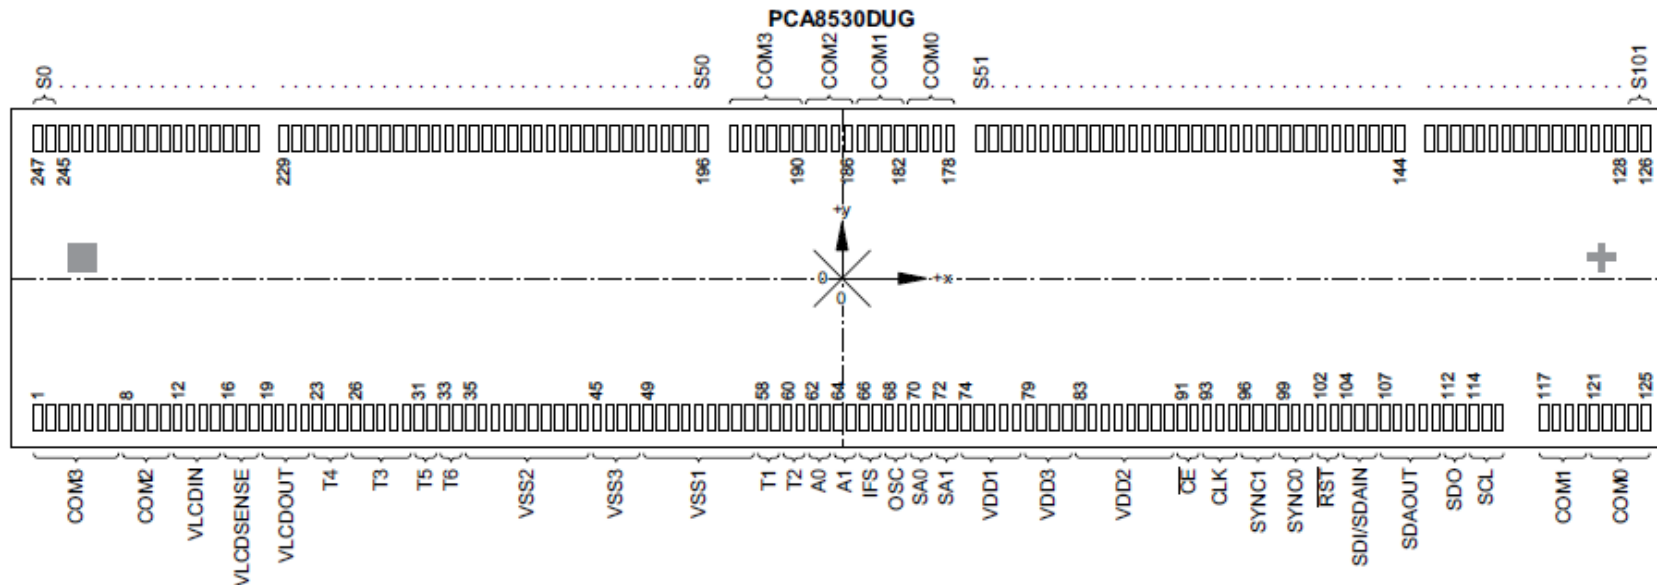 PCA8530DUG
S0 S50 COM3 COM2 COM1 COM0 S51 S101
247 245 229 196 190 186 182 178 144 128 126
+y
0 +x
0
1 8 12 16 19 23 26 31 33 35 45 49 58 60 62 64 66 68 70 72 74 79 83 91 93 96 99 102 104 107 112 114 117 121 125
COM3 COM2 VLCDIN VLCDSENSE VLCDOUT T4 T3 T5 T6 VSS2 VSS3 VSS1 T1 T2 A0 A1 IFS OSC SA0 SA1 VDD1 VDD3 VDD2 C̅E̅ CLK SYNC1 SYNC0 R̅S̅T̅ SDI/SDAIN SDAOUT SDO SCL COM1 COM0